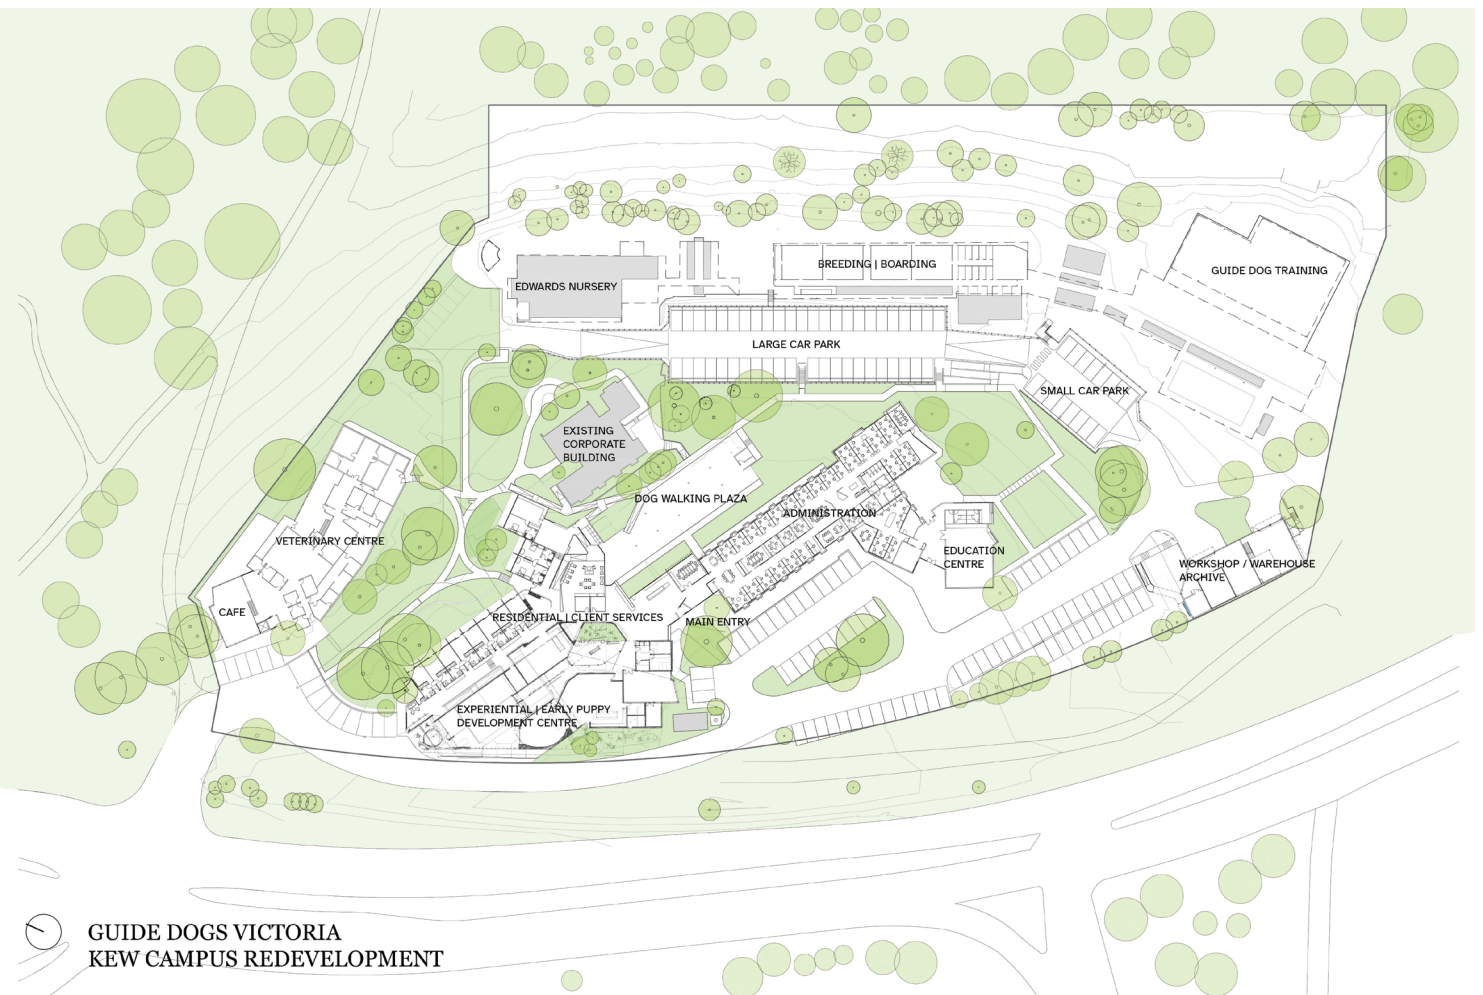 BREEDING | BOARDING
GUIDE DOG TRAINING
EDWARDS NURSERY
LARGE CAR PARK
SMALL CAR PARK
EXISTING
CORPORATE
BUILDING
DOG WALKING PLAZA
ADMINISTRATION
VETERINARY CENTRE
EDUCATION
CENTRE
WORKSHOP / WAREHOUSE
ARCHIVE
CAFE
RESIDENTIAL | CLIENT SERVICES
MAIN ENTRY
EXPERIENTIAL | EARLY PUPPY
DEVELOPMENT CENTRE
GUIDE DOGS VICTORIA
KEW CAMPUS REDEVELOPMENT